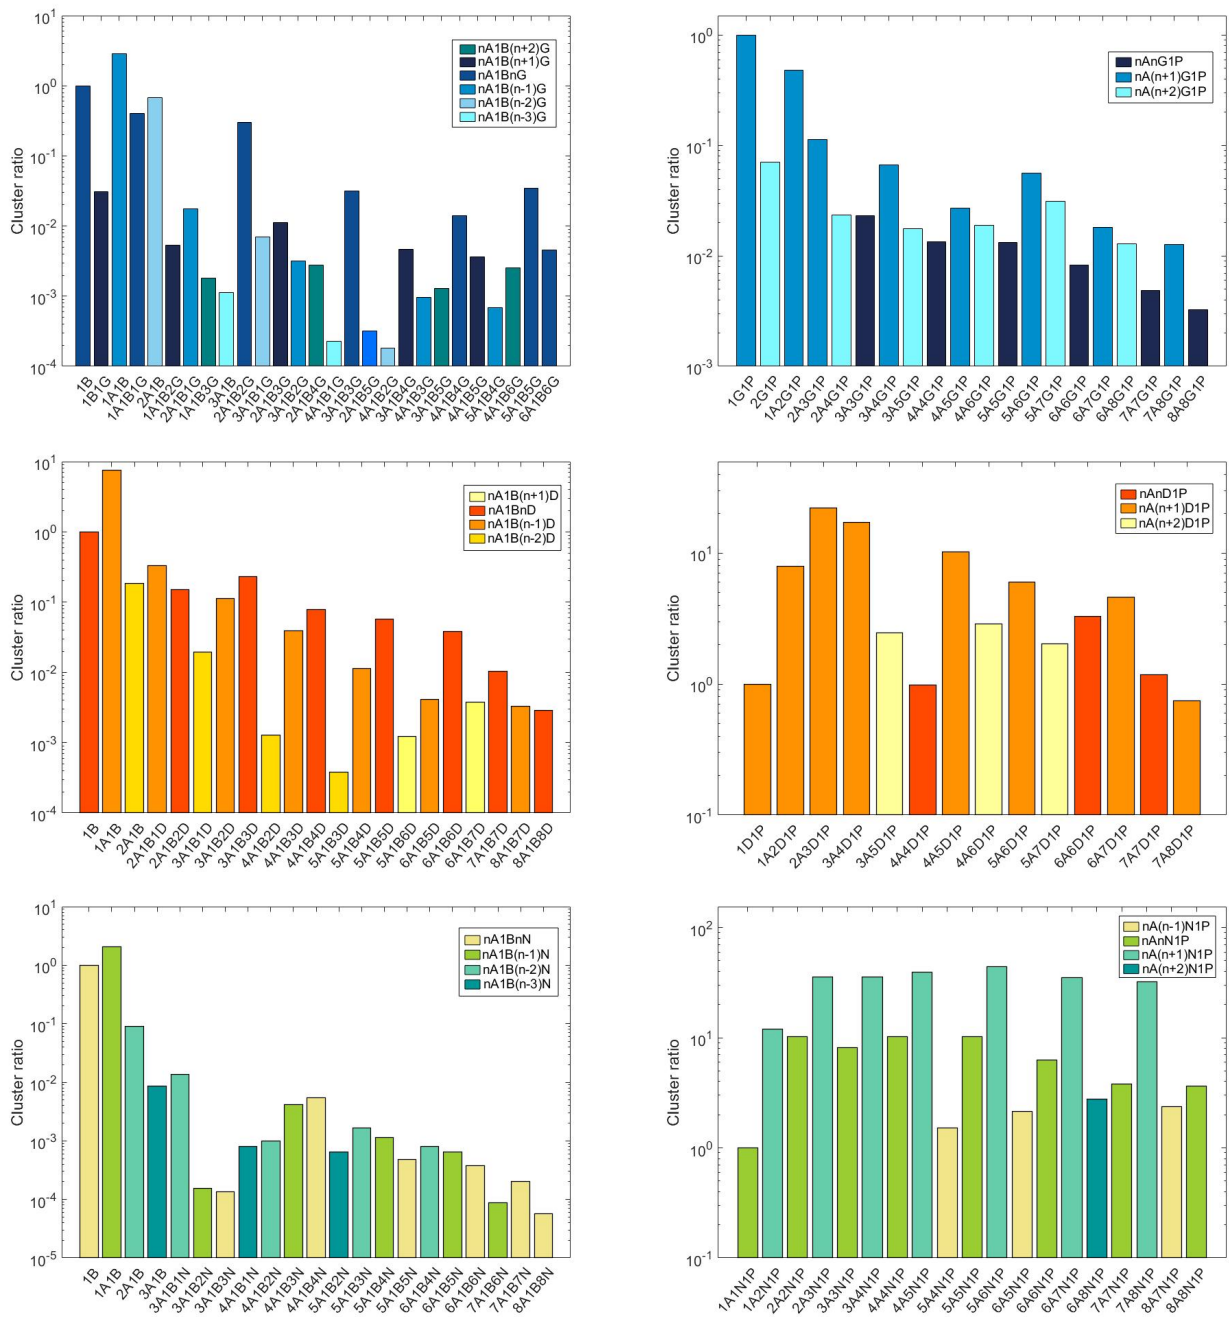 10^1
10^0
10^-1
10^-2
10^-3
10^-4
Cluster ratio
nA1B(n+2)G
nA1B(n+1)G
nA1BnG
nA1B(n-1)G
nA1B(n-2)G
nA1B(n-3)G
1B
1B1G
1A1B
1A1B1G
2A1B
1A1B2G
2A1B1G
1A1B3G
3A1B
2A1B2G
3A1B1G
2A1B3G
3A1B2G
2A1B4G
4A1B1G
3A1B3G
2A1B5G
4A1B2G
3A1B4G
4A1B3G
3A1B5G
4A1B4G
4A1B5G
5A1B4G
4A1B6G
5A1B5G
6A1B6G
10^0
10^-1
10^-2
10^-3
Cluster ratio
nAnG1P
nA(n+1)G1P
nA(n+2)G1P
1G1P
2G1P
1A2G1P
2A3G1P
2A4G1P
3A3G1P
3A4G1P
3A5G1P
4A4G1P
4A5G1P
4A6G1P
5A5G1P
5A6G1P
5A7G1P
6A6G1P
6A7G1P
6A8G1P
7A7G1P
7A8G1P
8A8G1P
10^1
10^0
10^-1
10^-2
10^-3
10^-4
Cluster ratio
nA1B(n+1)D
nA1BnD
nA1B(n-1)D
nA1B(n-2)D
1B
1A1B
2A1B
2A1B1D
2A1B2D
3A1B1D
3A1B2D
3A1B3D
4A1B2D
4A1B3D
4A1B4D
5A1B3D
5A1B4D
5A1B5D
5A1B6D
6A1B5D
6A1B6D
6A1B7D
7A1B7D
8A1B7D
8A1B8D
10^1
10^0
10^-1
Cluster ratio
nAnD1P
nA(n+1)D1P
nA(n+2)D1P
1D1P
1A2D1P
2A3D1P
3A4D1P
3A5D1P
4A4D1P
4A5D1P
4A6D1P
5A6D1P
5A7D1P
6A6D1P
6A7D1P
7A7D1P
7A8D1P
10^1
10^0
10^-1
10^-2
10^-3
10^-4
10^-5
Cluster ratio
nA1BnN
nA1B(n-1)N
nA1B(n-2)N
nA1B(n-3)N
1B
1A1B
2A1B
3A1B
3A1B1N
3A1B2N
3A1B3N
4A1B1N
4A1B2N
4A1B3N
4A1B4N
5A1B2N
5A1B3N
5A1B4N
5A1B5N
6A1B4N
6A1B5N
6A1B6N
7A1B6N
7A1B7N
8A1B8N
10^2
10^1
10^0
10^-1
Cluster ratio
nA(n-1)N1P
nAnN1P
nA(n+1)N1P
nA(n+2)N1P
1A1N1P
1A2N1P
2A2N1P
2A3N1P
3A3N1P
3A4N1P
4A4N1P
4A5N1P
5A4N1P
5A5N1P
5A6N1P
6A5N1P
6A6N1P
6A7N1P
6A8N1P
7A7N1P
7A8N1P
8A7N1P
8A8N1P